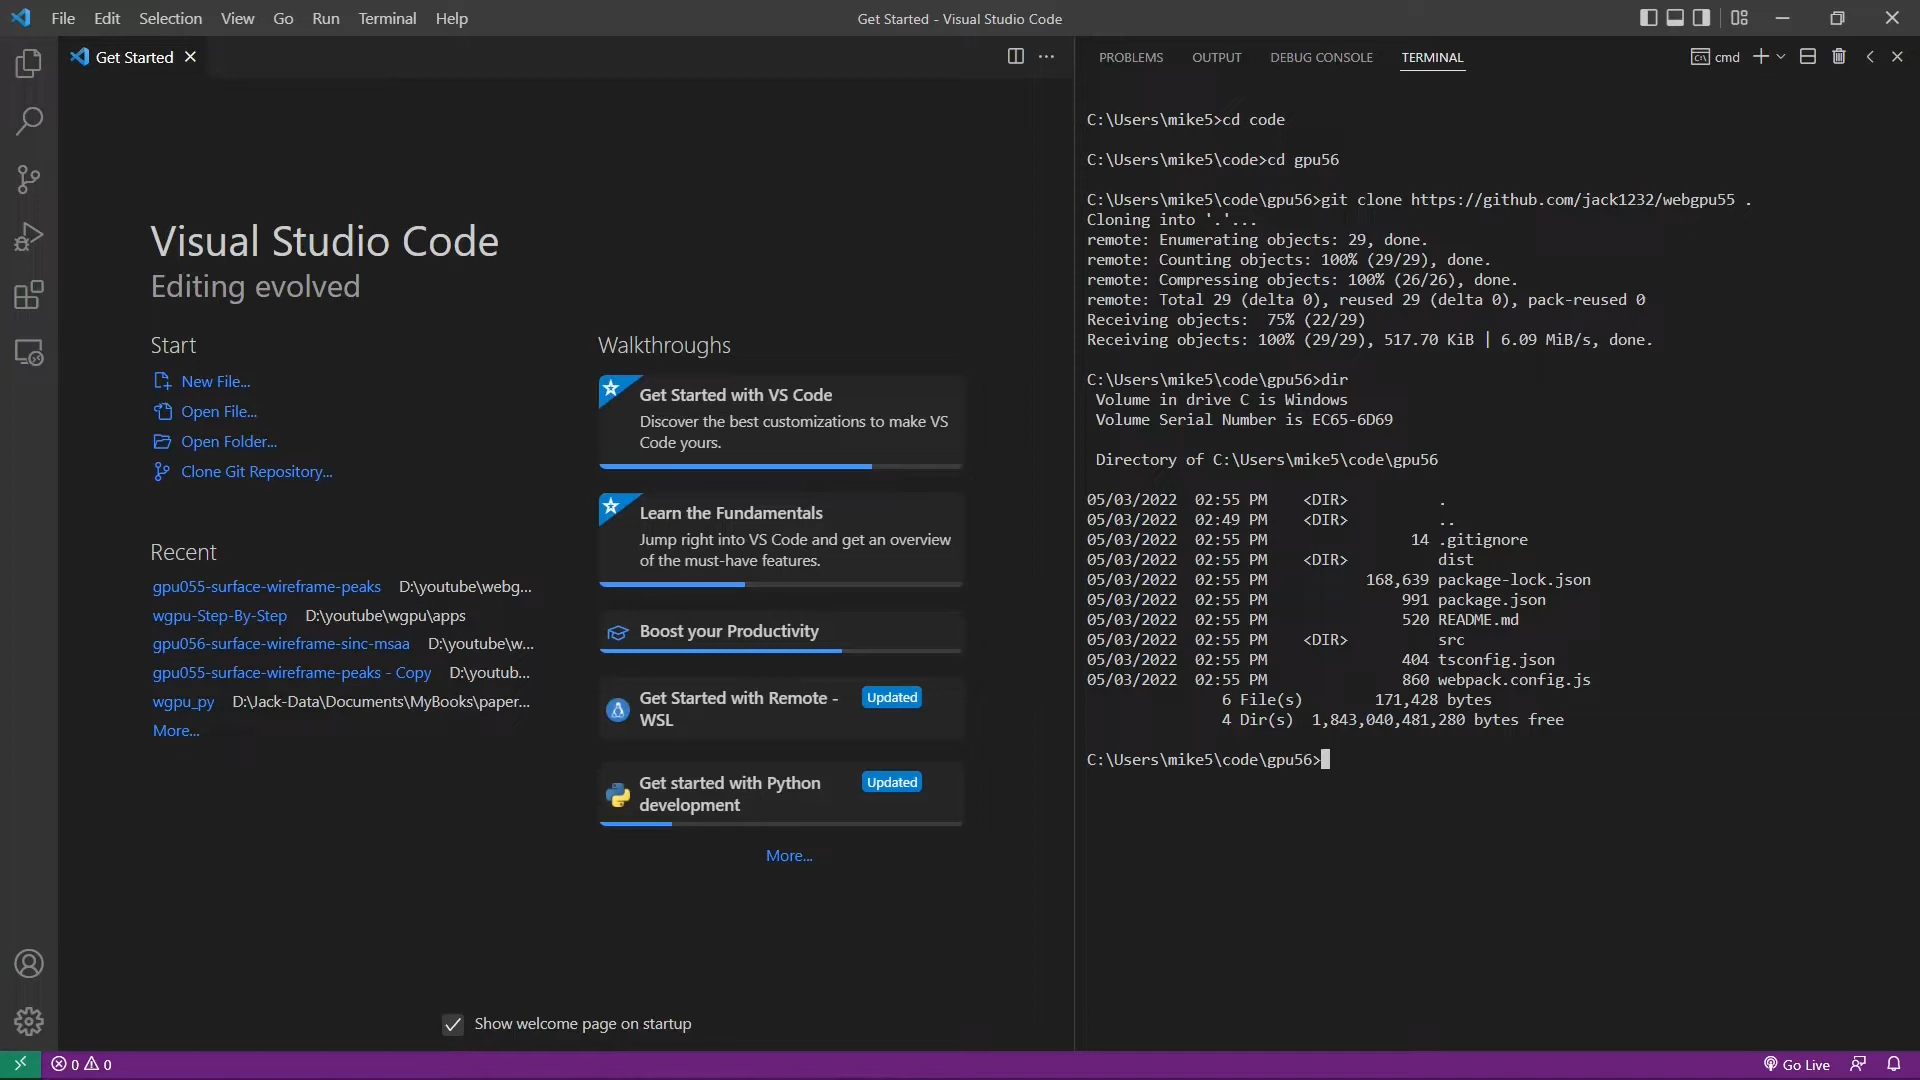 File Edit Selection View Go Run Terminal Help
Get Started - Visual Studio Code
Get Started
Visual Studio Code
Editing evolved
Start
New File...
Open File...
Open Folder...
Clone Git Repository...
Recent
gpu055-surface-wireframe-peaks D:\youtube\webg...
wgpu-Step-By-Step D:\youtube\wgpu\apps
gpu056-surface-wireframe-sinc-msaa D:\youtube\w...
gpu055-surface-wireframe-peaks - Copy D:\youtub...
wgpu_py D:\Jack-Data\Documents\MyBooks\paper...
More...
Walkthroughs
Get Started with VS Code
Discover the best customizations to make VS
Code yours.
Learn the Fundamentals
Jump right into VS Code and get an overview
of the must-have features.
Boost your Productivity
Get Started with Remote - Updated
WSL
Get started with Python Updated
development
More...
Show welcome page on startup
PROBLEMS OUTPUT DEBUG CONSOLE TERMINAL cmd
C:\Users\mike5>cd code
C:\Users\mike5\code>cd gpu56
C:\Users\mike5\code\gpu56>git clone https://github.com/jack1232/webgpu55 .
Cloning into '.'...
remote: Enumerating objects: 29, done.
remote: Counting objects: 100% (29/29), done.
remote: Compressing objects: 100% (26/26), done.
remote: Total 29 (delta 0), reused 29 (delta 0), pack-reused 0
Receiving objects:  75% (22/29)
Receiving objects: 100% (29/29), 517.70 KiB | 6.09 MiB/s, done.
C:\Users\mike5\code\gpu56>dir
Volume in drive C is Windows
Volume Serial Number is EC65-6D69
Directory of C:\Users\mike5\code\gpu56
05/03/2022  02:55 PM    <DIR>          .
05/03/2022  02:49 PM    <DIR>          ..
05/03/2022  02:55 PM                14 .gitignore
05/03/2022  02:55 PM    <DIR>          dist
05/03/2022  02:55 PM           168,639 package-lock.json
05/03/2022  02:55 PM               991 package.json
05/03/2022  02:55 PM               520 README.md
05/03/2022  02:55 PM    <DIR>          src
05/03/2022  02:55 PM               404 tsconfig.json
05/03/2022  02:55 PM               860 webpack.config.js
6 File(s)        171,428 bytes
4 Dir(s)  1,843,040,481,280 bytes free
C:\Users\mike5\code\gpu56>
0 0 Go Live